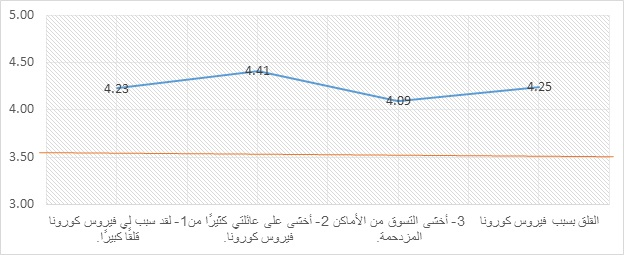 5.00
4.50
4.00
3.50
3.00
4.23
4.41
4.09
4.25
1- لقد سبب لي فيروس كورونا
قلقًا كبيرًا.
2- أخشى على عائلتي كثيرًا من
فيروس كورونا.
3- أخشى التسوق من الأماكن
المزدحمة.
القلق بسبب فيروس كورونا